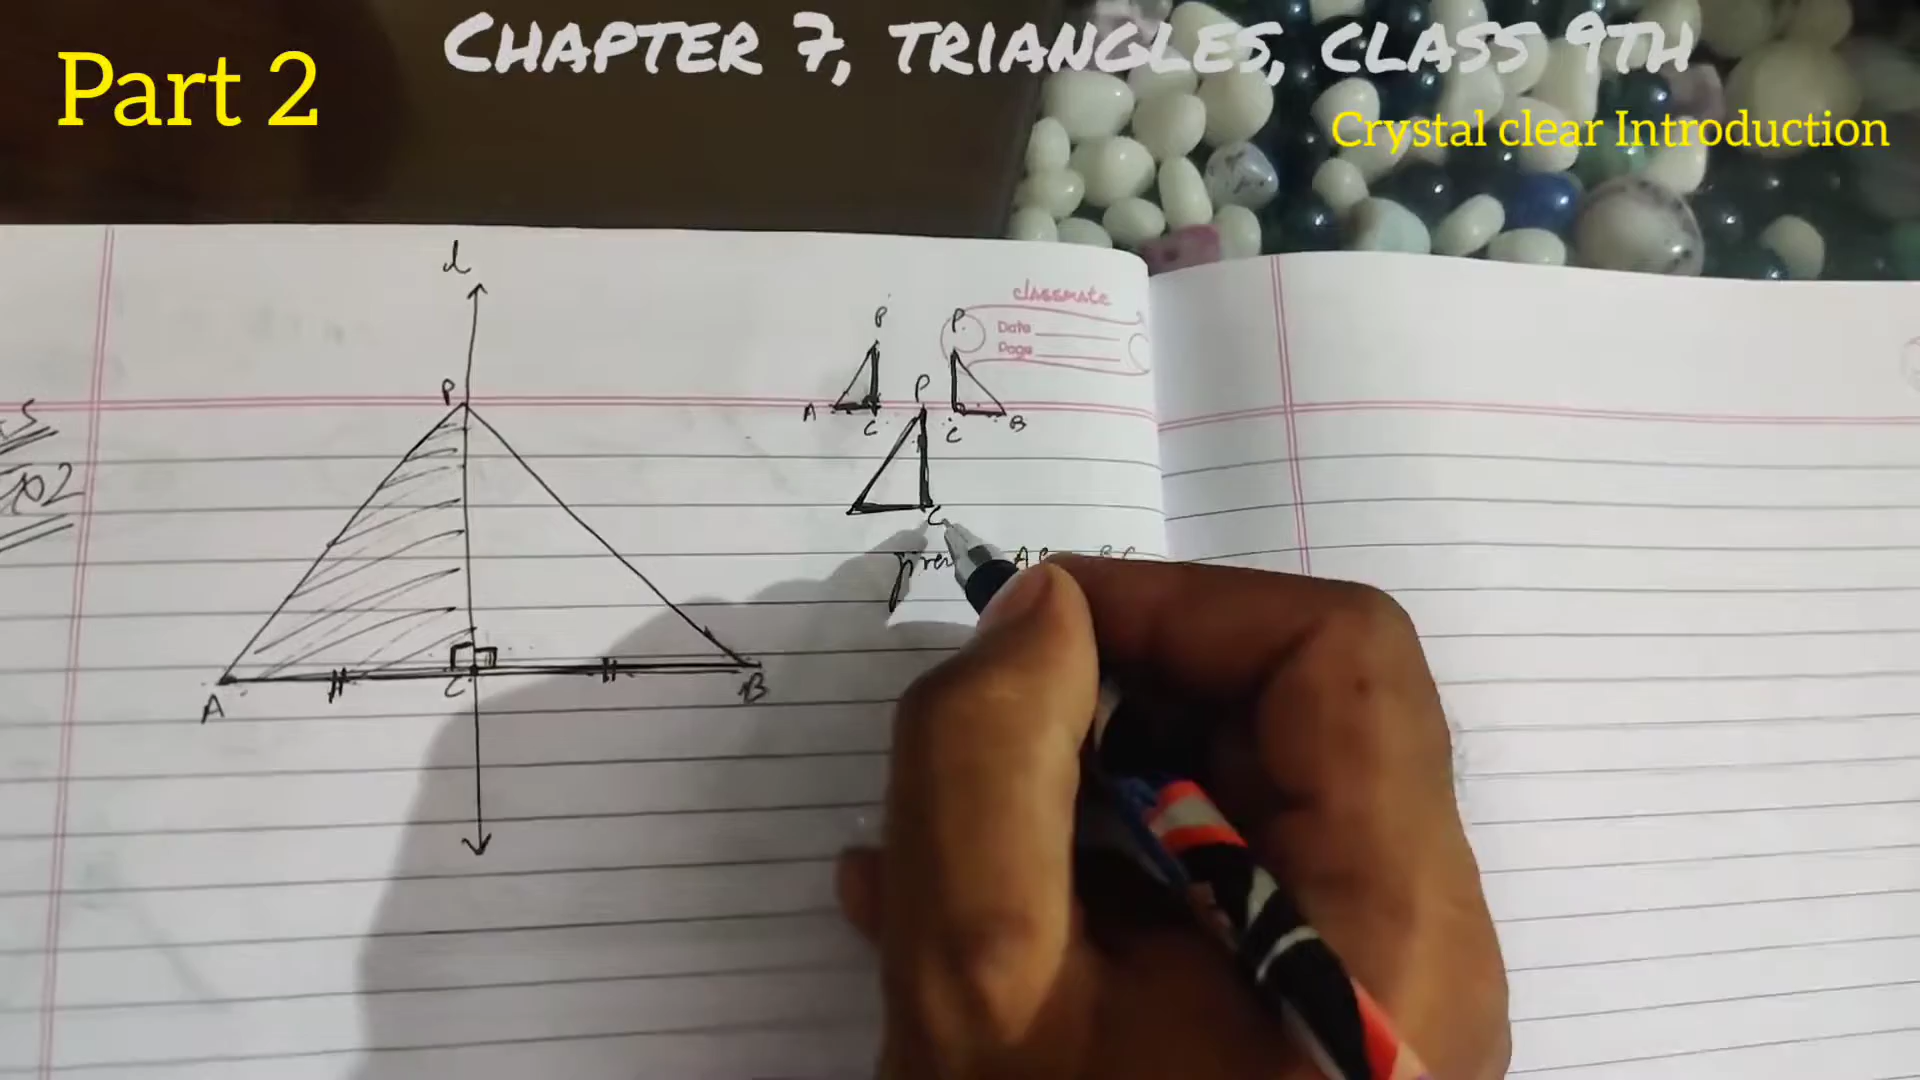 Part 2
CHAPTER 7, TRIANGLES, CLASS 9TH
Crystal clear Introduction
l
classmate
Date
Page
P
P
P
P
A
C
C
B
C
A
C
B